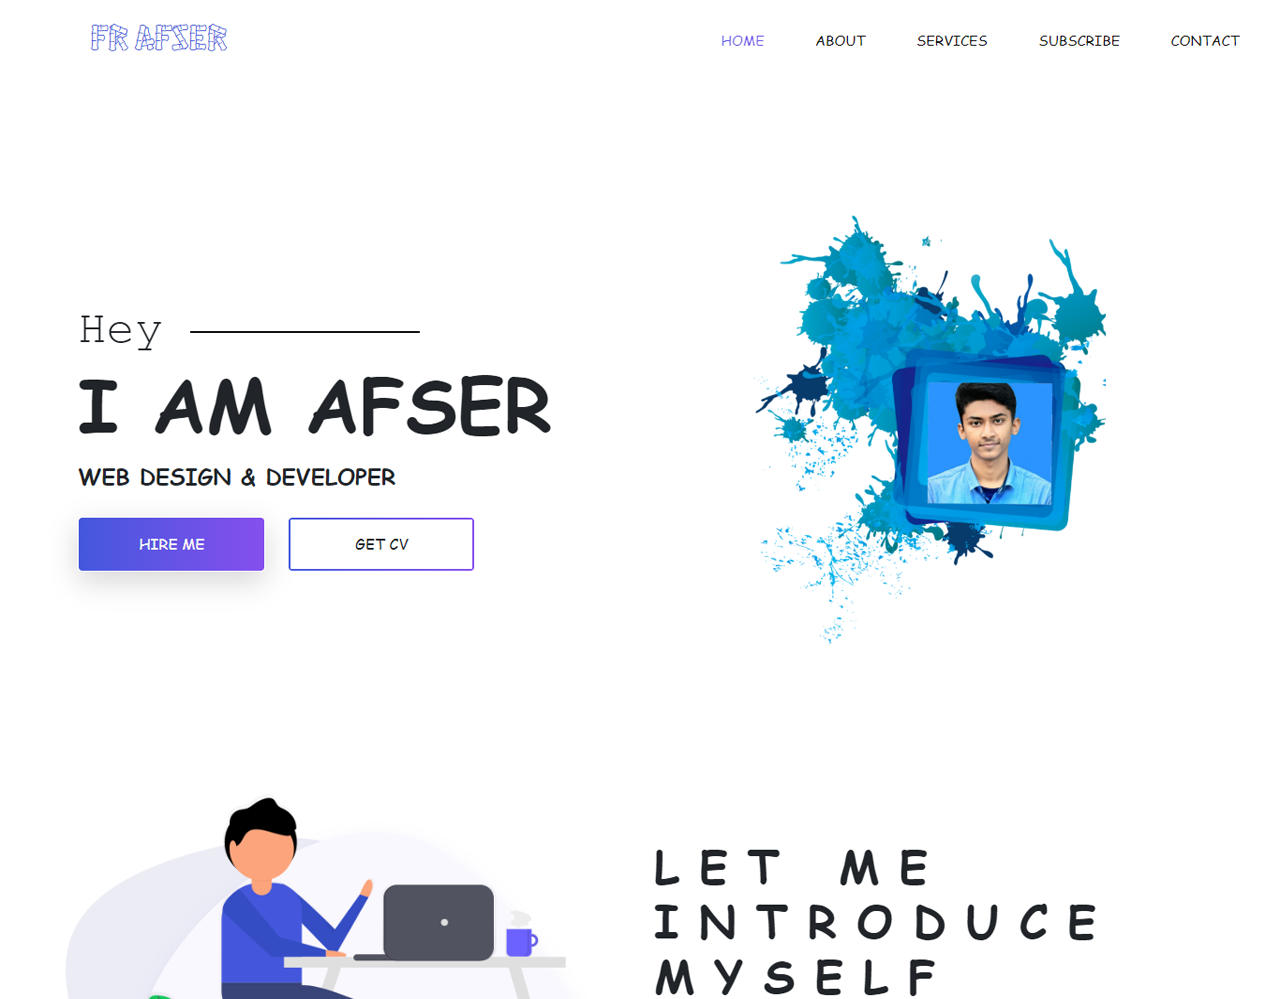 FR AFSER
HOME ABOUT SERVICES SUBSCRIBE CONTACT
Hey
I AM AFSER
WEB DESIGN & DEVELOPER
HIRE ME GET CV
LET ME
INTRODUCE
MYSELF